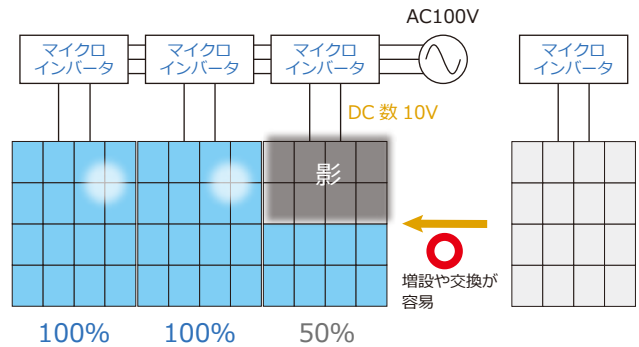 AC100V
マイクロ
インバータ
マイクロ
インバータ
マイクロ
インバータ
マイクロ
インバータ
DC 数 10V
影
増設や交換が
容易
100%
100%
50%